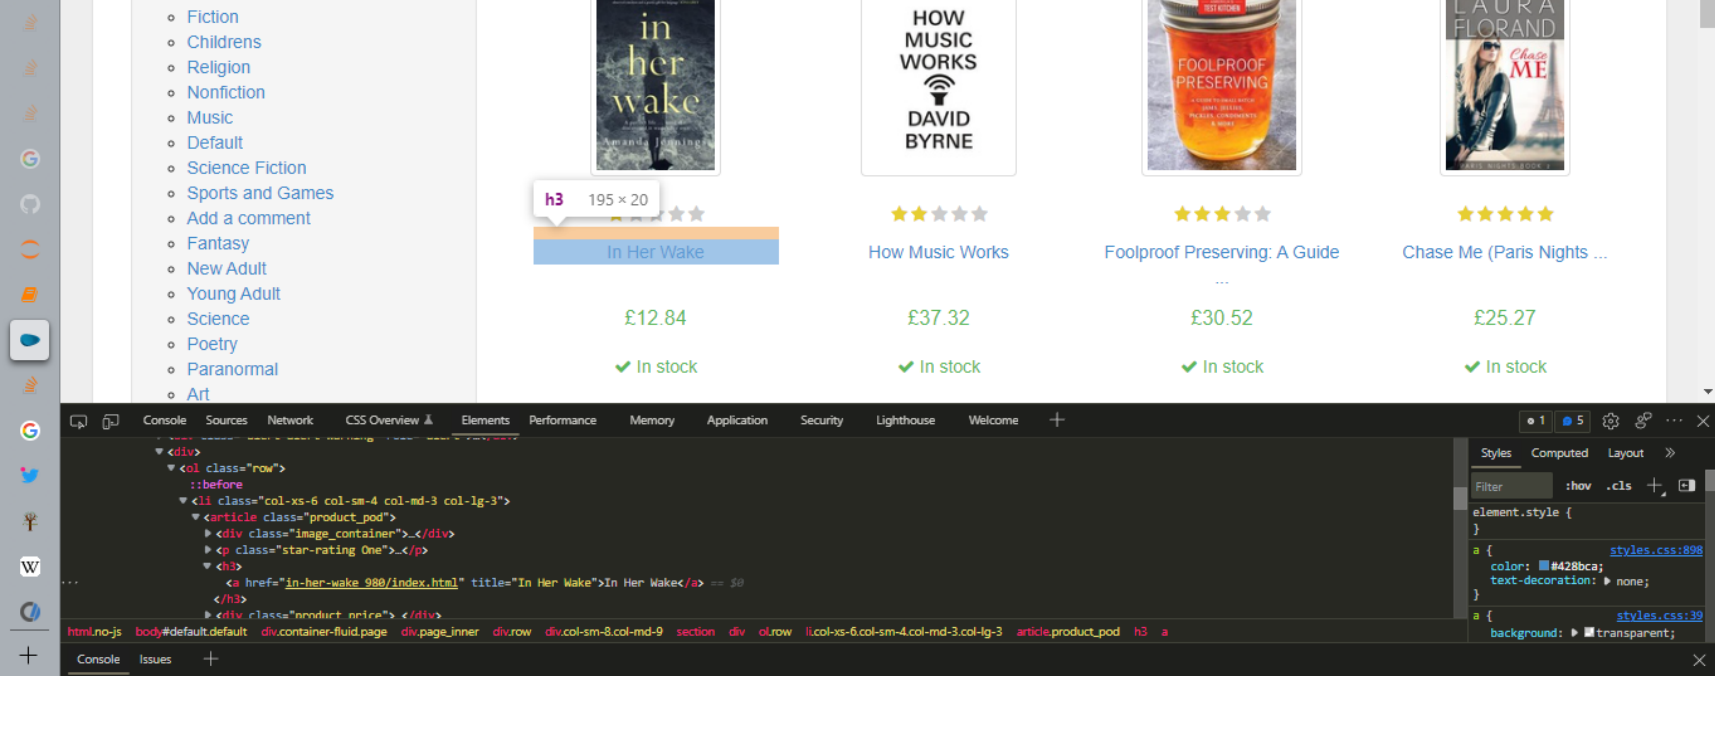 Fiction
Childrens
Religion
Nonfiction
Music
Default
Science Fiction
Sports and Games
Add a comment
Fantasy
New Adult
Young Adult
Science
Poetry
Paranormal
Art
in
her
wake
Amanda Jennings
HOW
MUSIC
WORKS
DAVID
BYRNE
TEST KITCHEN
FOOLPROOF
PRESERVING
LAURA
FLORAND
Chase
ME
PARIS NIGHTS BOOK
h3 195 × 20
In Her Wake
How Music Works
Foolproof Preserving: A Guide
...
Chase Me (Paris Nights ...
£12.84
£37.32
£30.52
£25.27
In stock
In stock
In stock
In stock
Console Sources Network CSS Overview Elements Performance Memory Application Security Lighthouse Welcome 1 5
<div>
<ol class="row">
::before
<li class="col-xs-6 col-sm-4 col-md-3 col-lg-3">
<article class="product_pod">
<div class="image_container">…</div>
<p class="star-rating One">…</p>
<h3>
<a href="in-her-wake_980/index.html" title="In Her Wake">In Her Wake</a> == $0
</h3>
<div class="product_price">…</div>
html.no-js body#default.default div.container-fluid.page div.page_inner div.row div.col-sm-8.col-md-9 section div ol.row li.col-xs-6.col-sm-4.col-md-3.col-lg-3 article.product_pod h3 a
Styles Computed Layout
Filter :hov .cls
element.style {
}
a { styles.css:898
color: #428bca;
text-decoration: none;
}
a { styles.css:39
background: transparent;
Console Issues
W